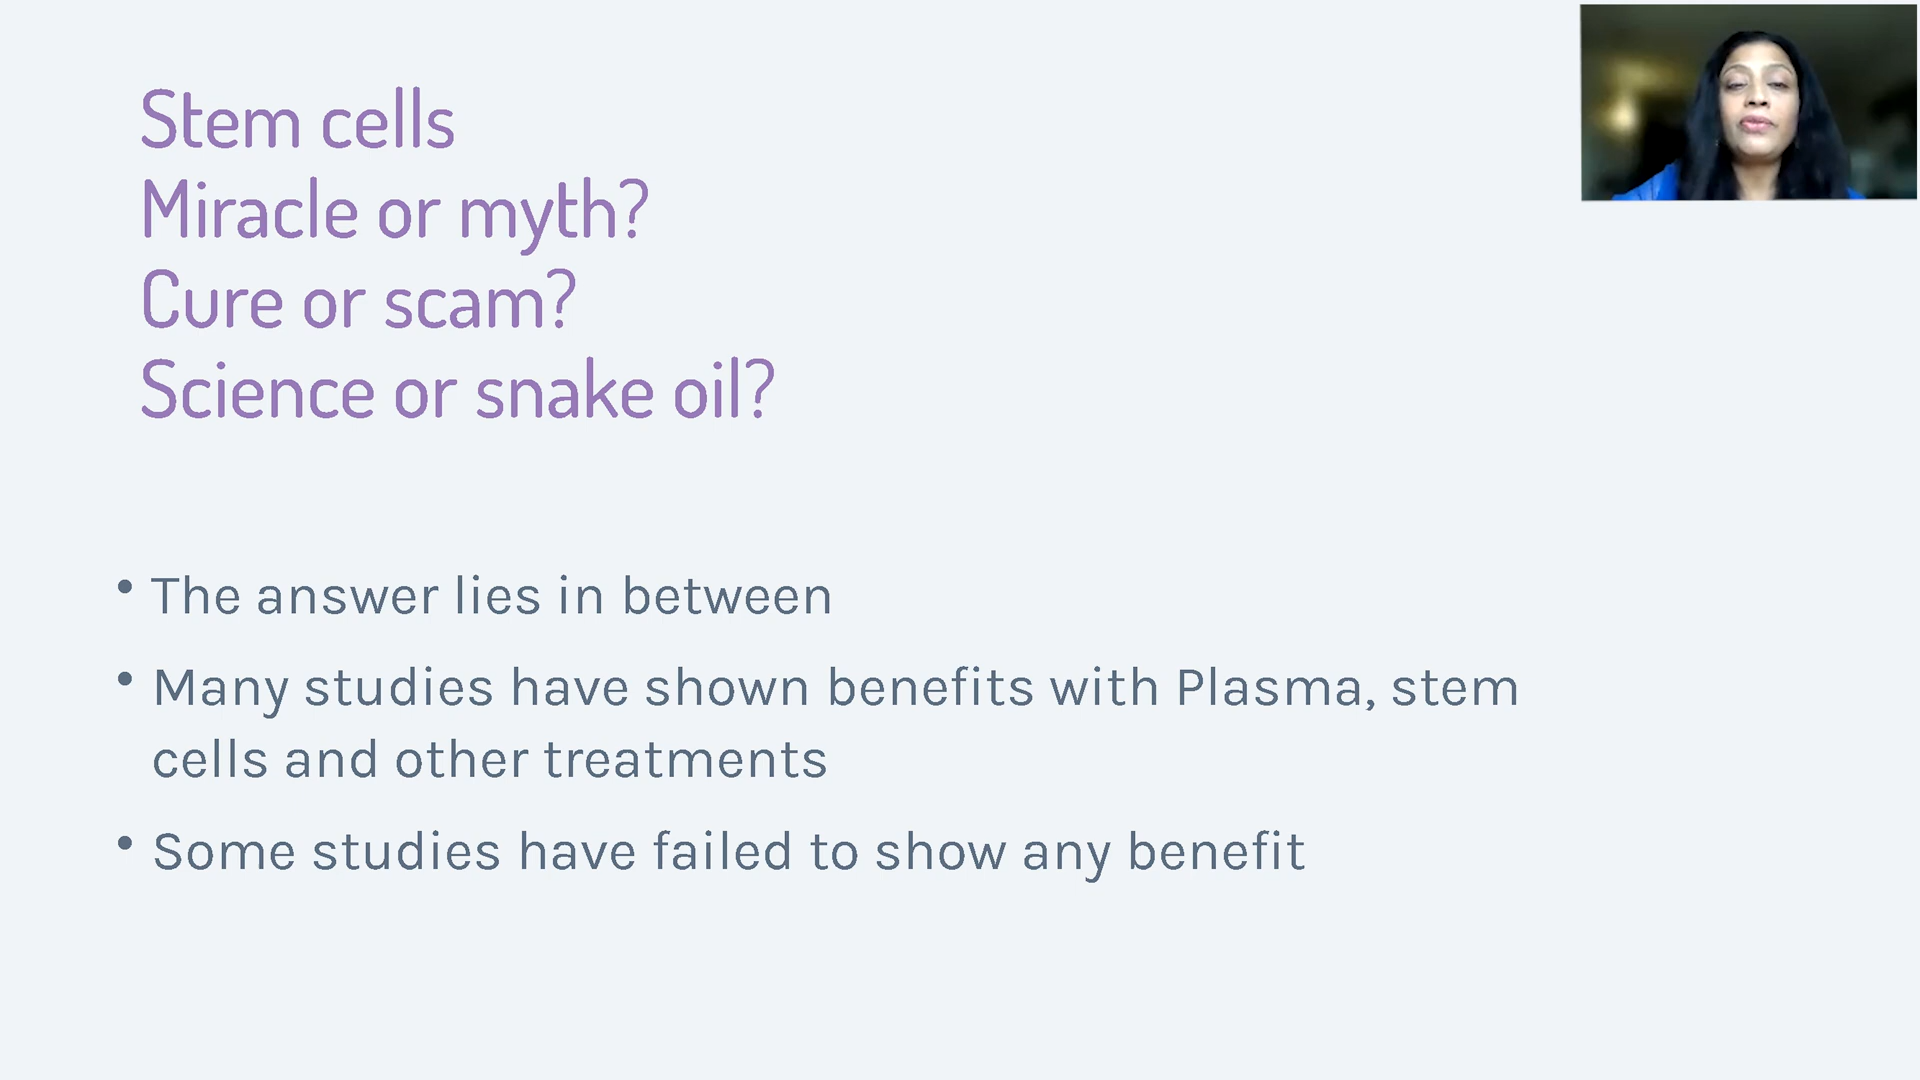 Stem cells
Miracle or myth?
Cure or scam?
Science or snake oil?
• The answer lies in between
• Many studies have shown benefits with Plasma, stem
cells and other treatments
• Some studies have failed to show any benefit